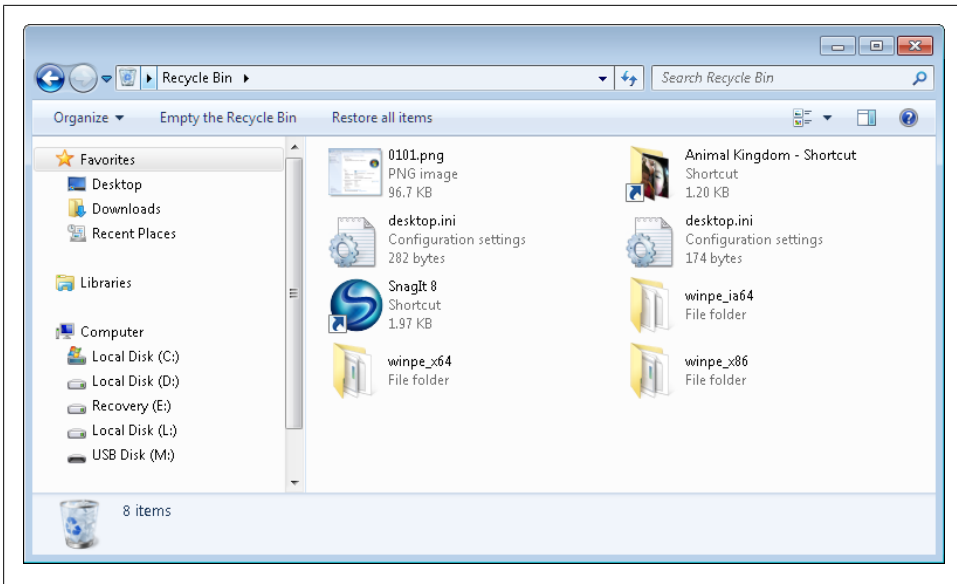 Recycle Bin
Search Recycle Bin
Organize
Empty the Recycle Bin
Restore all items
Favorites
Desktop
Downloads
Recent Places
Libraries
Computer
Local Disk (C:)
Local Disk (D:)
Recovery (E:)
Local Disk (L:)
USB Disk (M:)
0101.png
PNG image
96.7 KB
Animal Kingdom - Shortcut
Shortcut
1.20 KB
desktop.ini
Configuration settings
282 bytes
desktop.ini
Configuration settings
174 bytes
SnagIt 8
Shortcut
1.97 KB
winpe_ia64
File folder
winpe_x64
File folder
winpe_x86
File folder
8 items